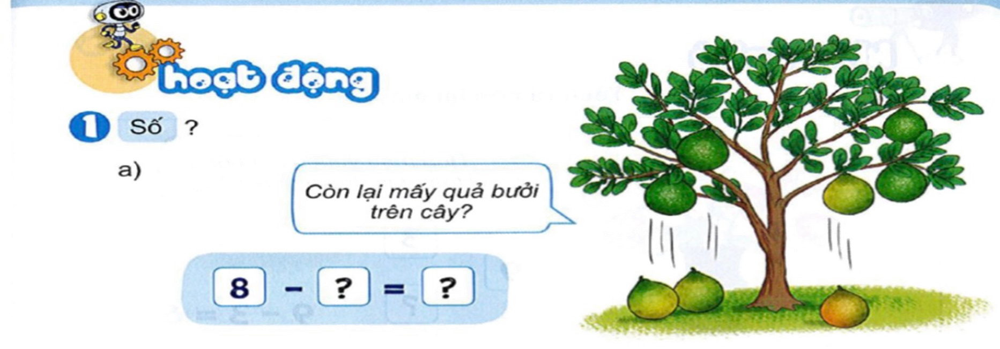 hoạt động
1 Số ?
a)
Còn lại mấy quả bưởi
trên cây?
8 - ? = ?